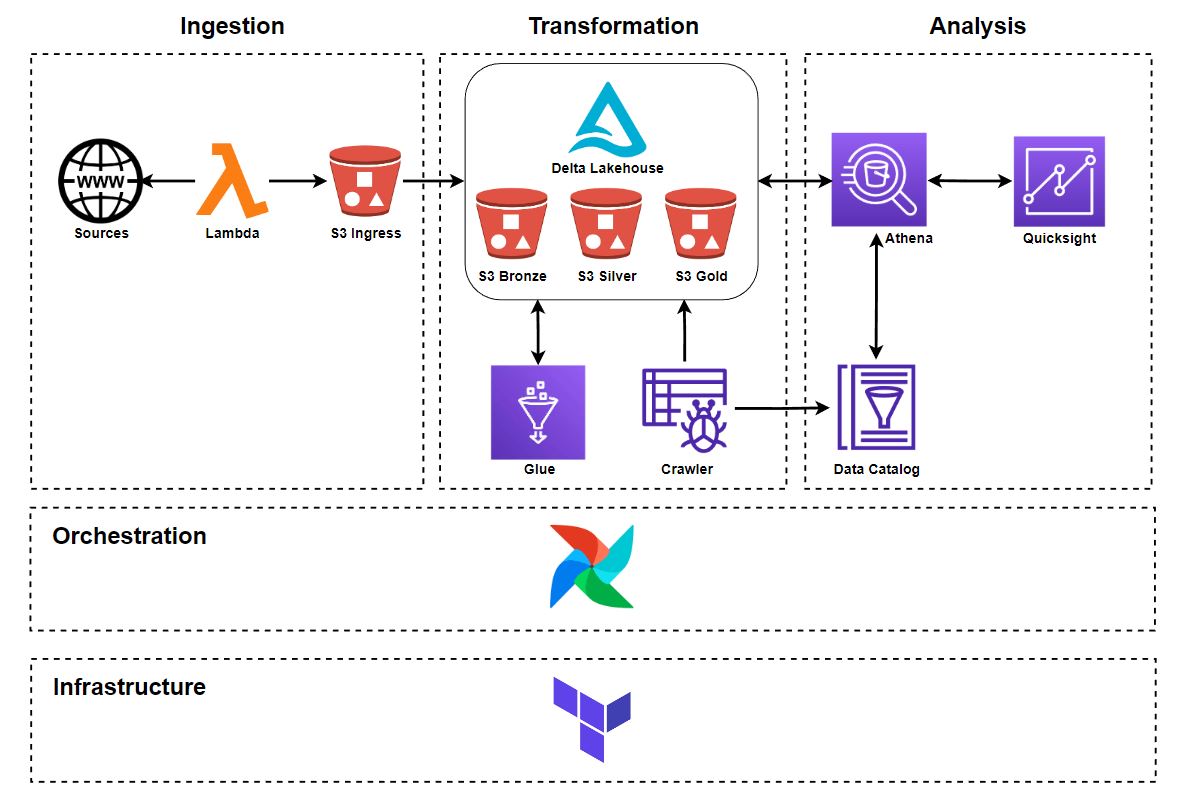 Ingestion
Transformation
Analysis
WWW
Sources
Lambda
S3 Ingress
Delta Lakehouse
S3 Bronze
S3 Silver
S3 Gold
Athena
Quicksight
Glue
Crawler
Data Catalog
Orchestration
Infrastructure